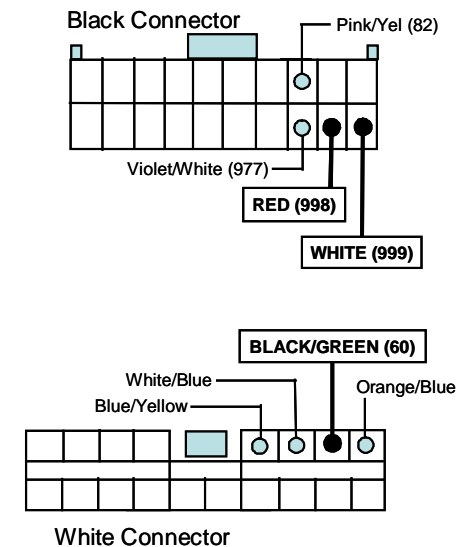 Black Connector
Pink/Yel (82)
Violet/White (977)
RED (998)
WHITE (999)
BLACK/GREEN (60)
White/Blue
Orange/Blue
Blue/Yellow
White Connector